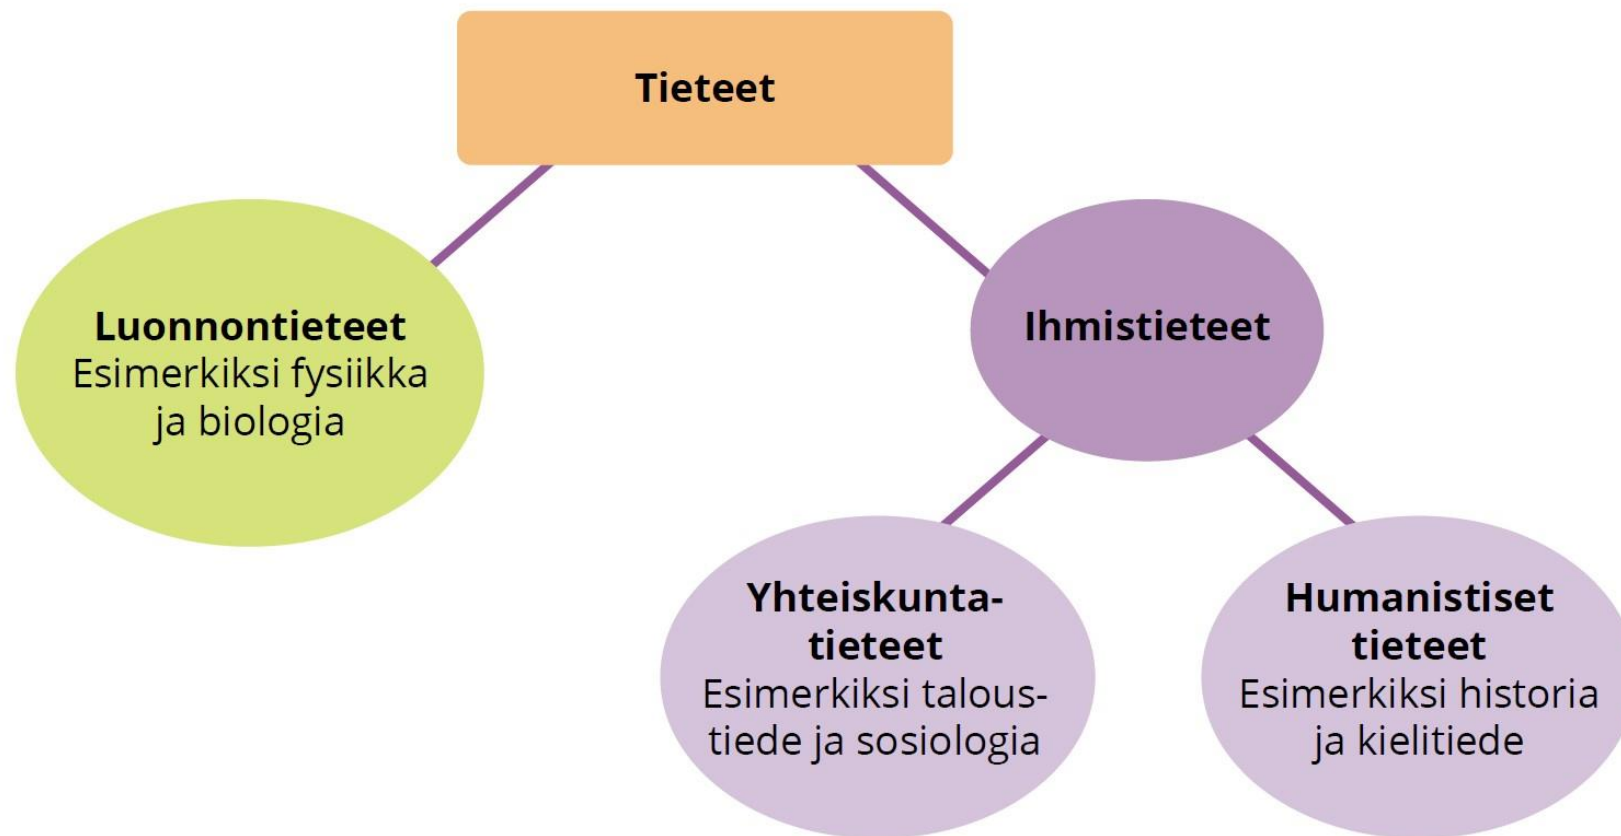 Tieteet
Luonnontieteet
Esimerkiksi fysiikka
ja biologia
Ihmistieteet
Yhteiskunta-
tieteet
Esimerkiksi talous-
tiede ja sosiologia
Humanistiset
tieteet
Esimerkiksi historia
ja kielitiede